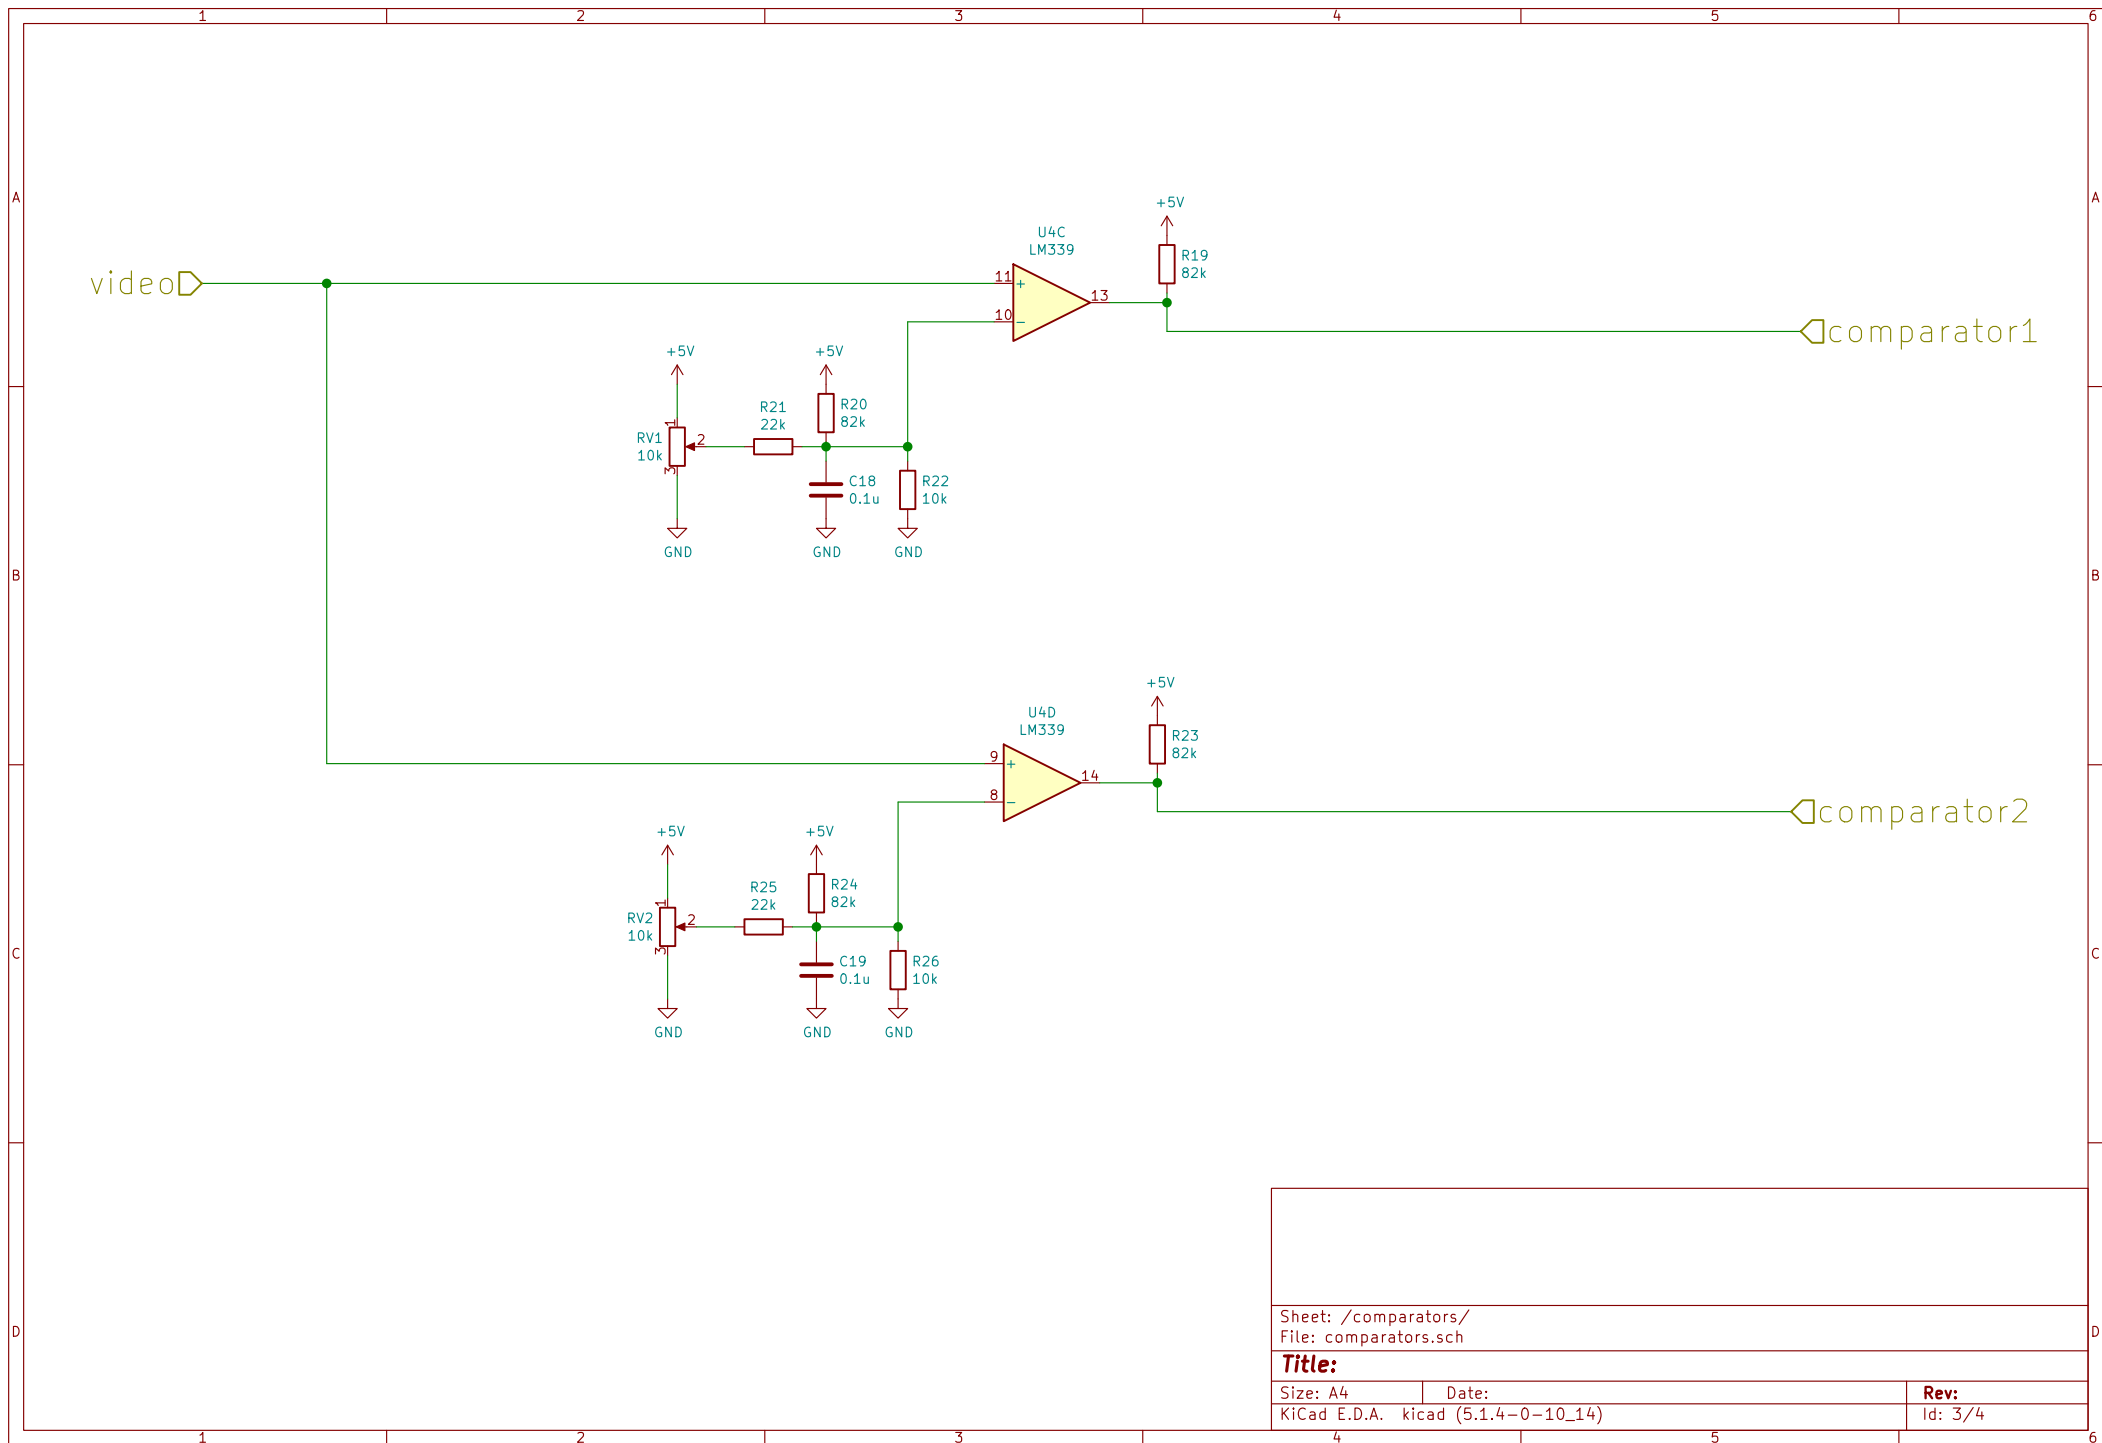 1 2 3 4 5 6
A A
+5V
U4C
LM339
R19
82k
video
11
+
13
10
−
comparator1
+5V +5V
R21
22k
R20
82k
RV1
10k
1
2
3
C18
0.1u
R22
10k
GND GND GND
B B
+5V
U4D
LM339
R23
82k
9
+
14
8
−
comparator2
+5V +5V
R25
22k
R24
82k
RV2
10k
1
2
3
C19
0.1u
R26
10k
C C
GND GND GND
Sheet: /comparators/
File: comparators.sch
D D
Title:
Size: A4 Date: Rev:
KiCad E.D.A. kicad (5.1.4-0-10_14) Id: 3/4
1 2 3 4 5 6